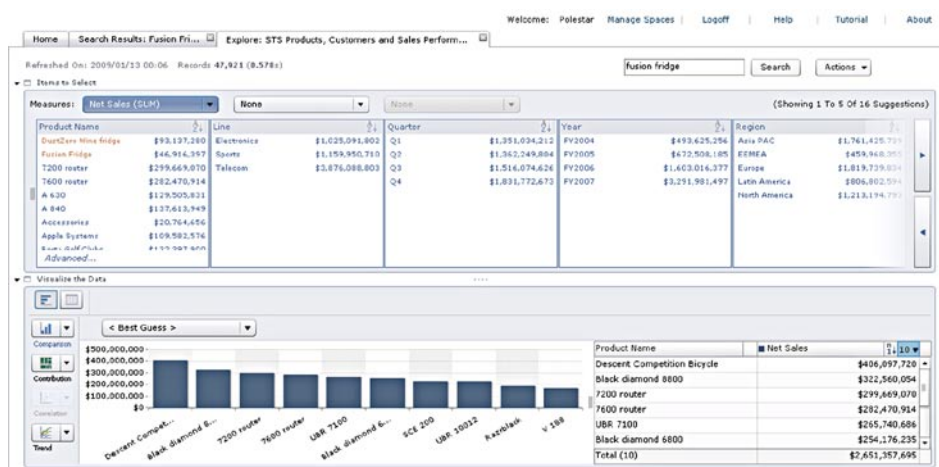 Welcome: Polestar Manage Spaces | Logoff | Help | Tutorial | About
Home Search Results: Fusion Fri... Explore: STS Products, Customers and Sales Perform...
Refreshed On: 2009/01/13 00:06 Records 47,921 (0.578s)
fusion fridge Search Actions
Items to Select
Measures: Net Sales (SUM) None None (Showing 1 To 5 Of 16 Suggestions)
Product Name Line Quarter Year Region
DustZero Mine fridge $93,137,280 Electronics $1,025,091,802 Q1 $1,351,034,212 FY2004 $493,625,256 Asia PAC
Fusion Fridge $46,916,397 Sports $1,159,950,710 Q2 $1,362,249,884 FY2005 $672,508,185 EEMEA
7200 router $299,669,070 Telecom $3,876,088,803 Q3 $1,516,074,626 FY2006 $1,603,016,377 Europe
7600 router $282,470,914 Q4 $1,831,772,673 FY2007 $3,291,981,497 Latin America
A 630 $129,505,831 North America
A 840 $137,613,949
Accessories $20,764,656
Apple Systems $109,582,576
Advanced...
Visualize the Data
< Best Guess >
Comparison
Contribution
Correlation
Trend
$500,000,000
$400,000,000
$300,000,000
$200,000,000
$100,000,000
$0
Descent Compet... Black diamond 8... 7200 router 7600 router UBR 7100 Black diamond 6... SCE 200 UBR 10012 Razrblack V 188
Product Name Net Sales 10
Descent Competition Bicycle $406,097,720
Black diamond 8800 $322,560,054
7200 router $299,669,070
7600 router $282,470,914
UBR 7100 $265,740,686
Black diamond 6800 $254,176,235
Total (10) $2,651,357,695